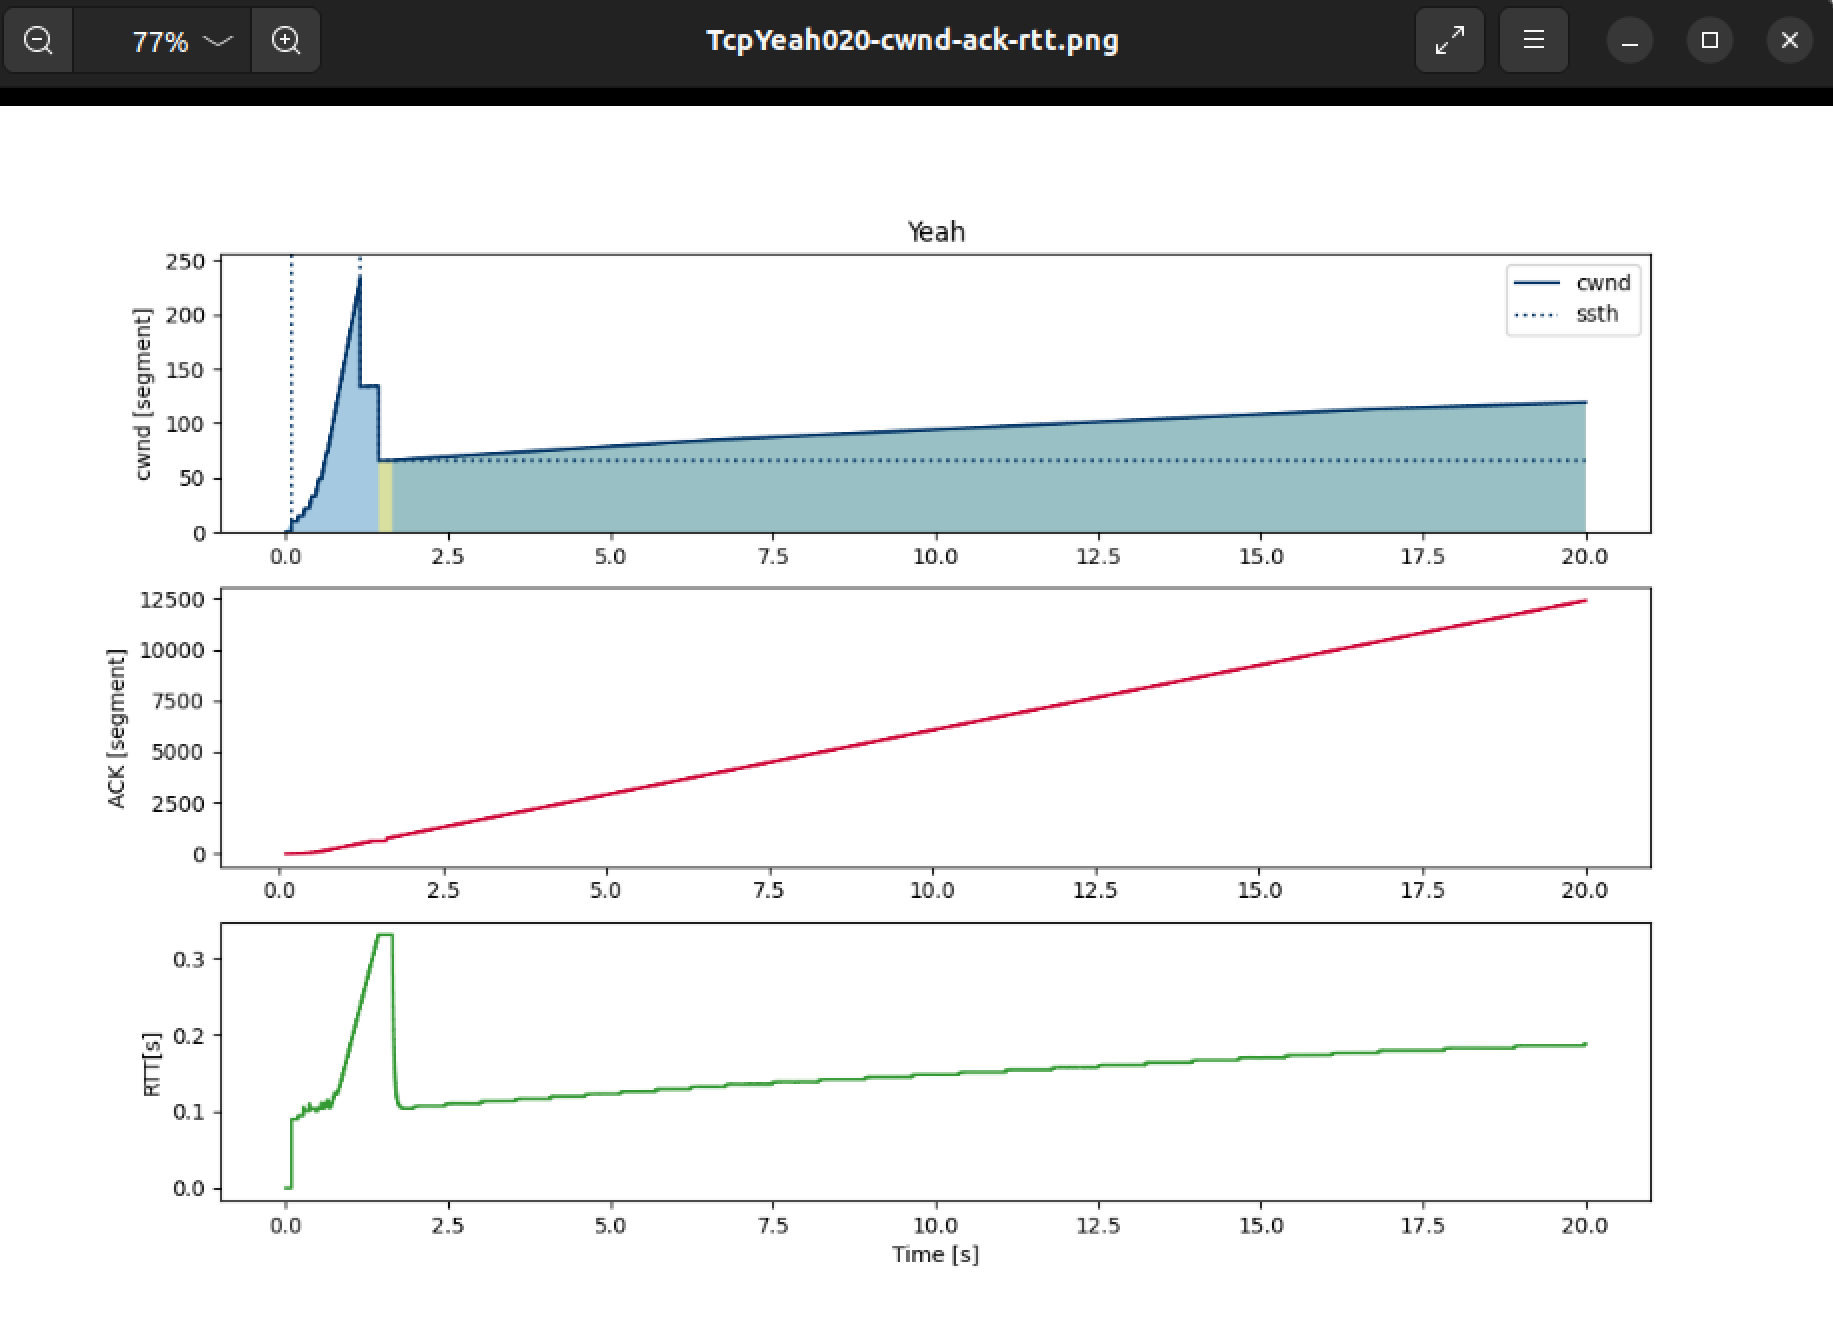 77%
TcpYeah020-cwnd-ack-rtt.png
Yeah
cwnd [segment]
250
200
150
100
50
0
cwnd
ssth
0.0 2.5 5.0 7.5 10.0 12.5 15.0 17.5 20.0
ACK [segment]
12500
10000
7500
5000
2500
0
0.0 2.5 5.0 7.5 10.0 12.5 15.0 17.5 20.0
RTT[s]
0.3
0.2
0.1
0.0
0.0 2.5 5.0 7.5 10.0 12.5 15.0 17.5 20.0
Time [s]